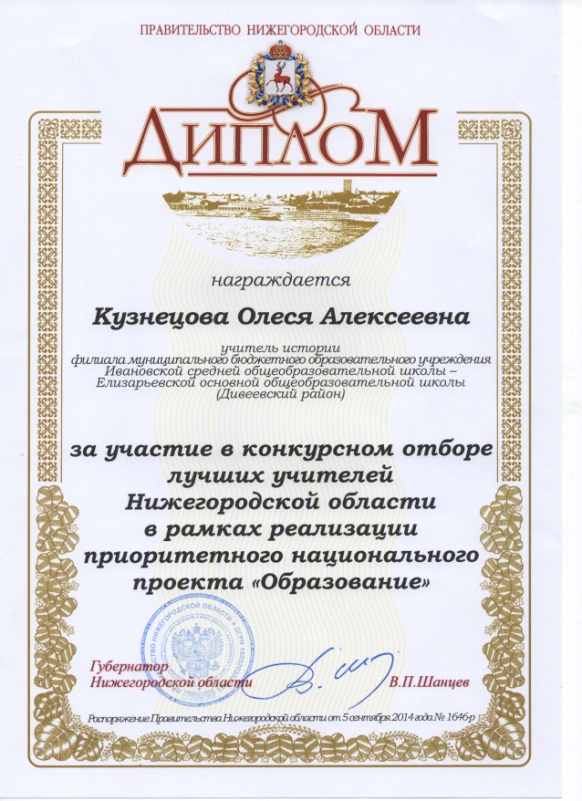 ПРАВИТЕЛЬСТВО НИЖЕГОРОДСКОЙ ОБЛАСТИ
ДИПЛОМ
награждается
Кузнецова Олеся Алексеевна
учитель истории
филиала муниципального бюджетного образовательного учреждения
Ивановской средней общеобразовательной школы –
Елизарьевской основной общеобразовательной школы
(Дивеевский район)
за участие в конкурсном отборе
лучших учителей
Нижегородской области
в рамках реализации
приоритетного национального
проекта «Образование»
НИЖЕГОРОДСКОЙ ОБЛАСТИ
Губернатор
Нижегородской области
В.П.Шанцев
Распоряжение Правительства Нижегородской области от 5 сентября 2014 года № 1646-р